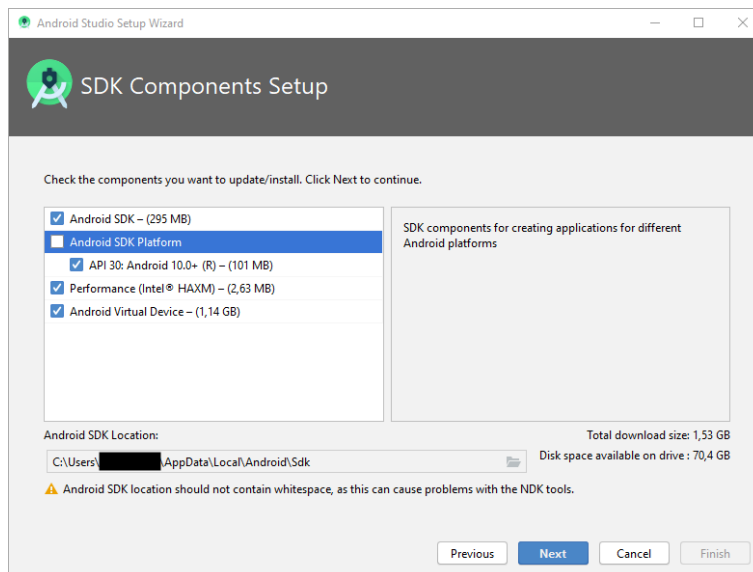 Android Studio Setup Wizard
SDK Components Setup
Check the components you want to update/install. Click Next to continue.
Android SDK – (295 MB)
Android SDK Platform
API 30: Android 10.0+ (R) – (101 MB)
Performance (Intel® HAXM) – (2,63 MB)
Android Virtual Device – (1,14 GB)
SDK components for creating applications for different
Android platforms
Android SDK Location:
C:\Users\ \AppData\Local\Android\Sdk
Total download size: 1,53 GB
Disk space available on drive : 70,4 GB
Android SDK location should not contain whitespace, as this can cause problems with the NDK tools.
Previous
Next
Cancel
Finish